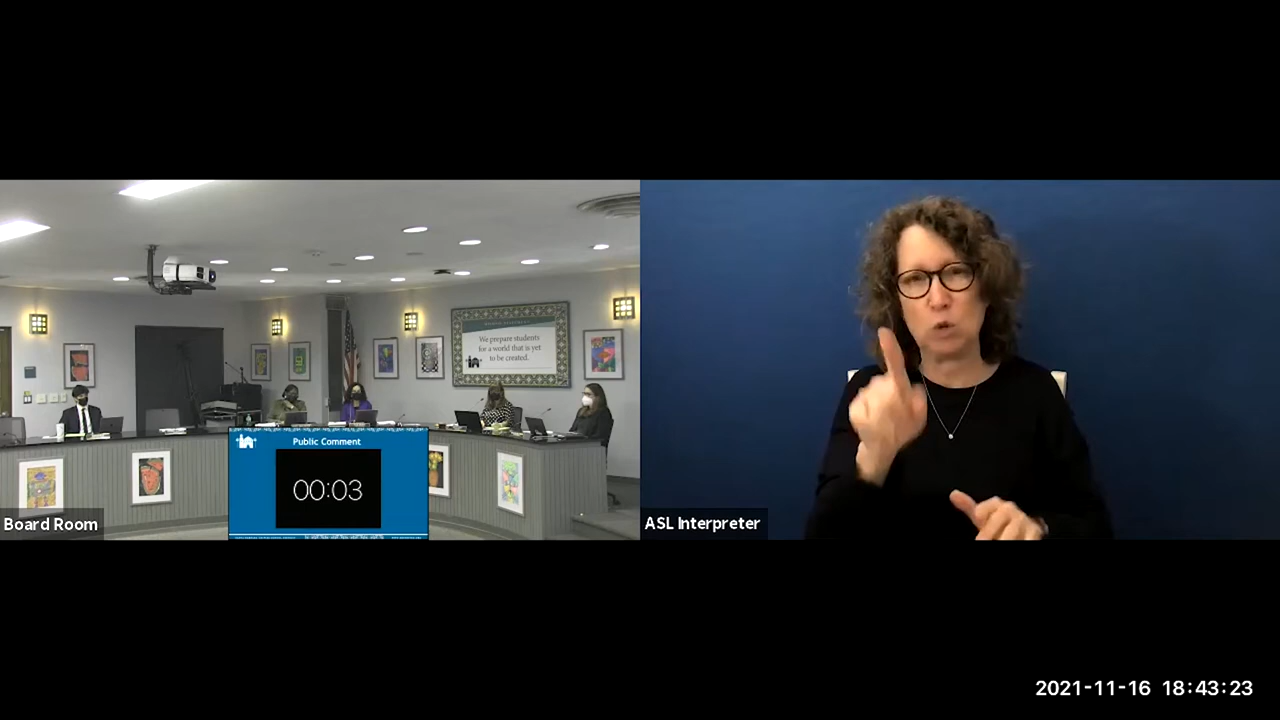 We prepare students
for a world that is yet
to be created.
Public Comment
00:03
Board Room
ASL Interpreter
2021-11-16 18:43:23